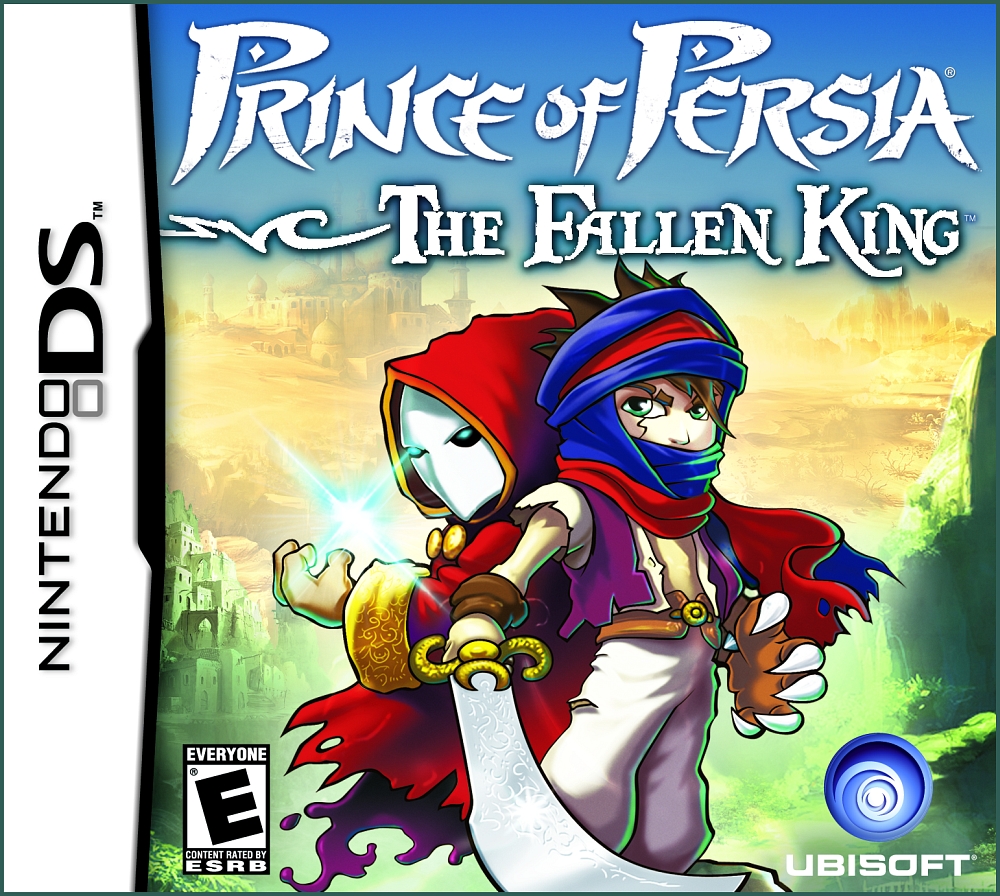 PRINCE OF PERSIA®
THE FALLEN KING™
NINTENDO DS™
EVERYONE
®
E
CONTENT RATED BY
ESRB
UBISOFT®